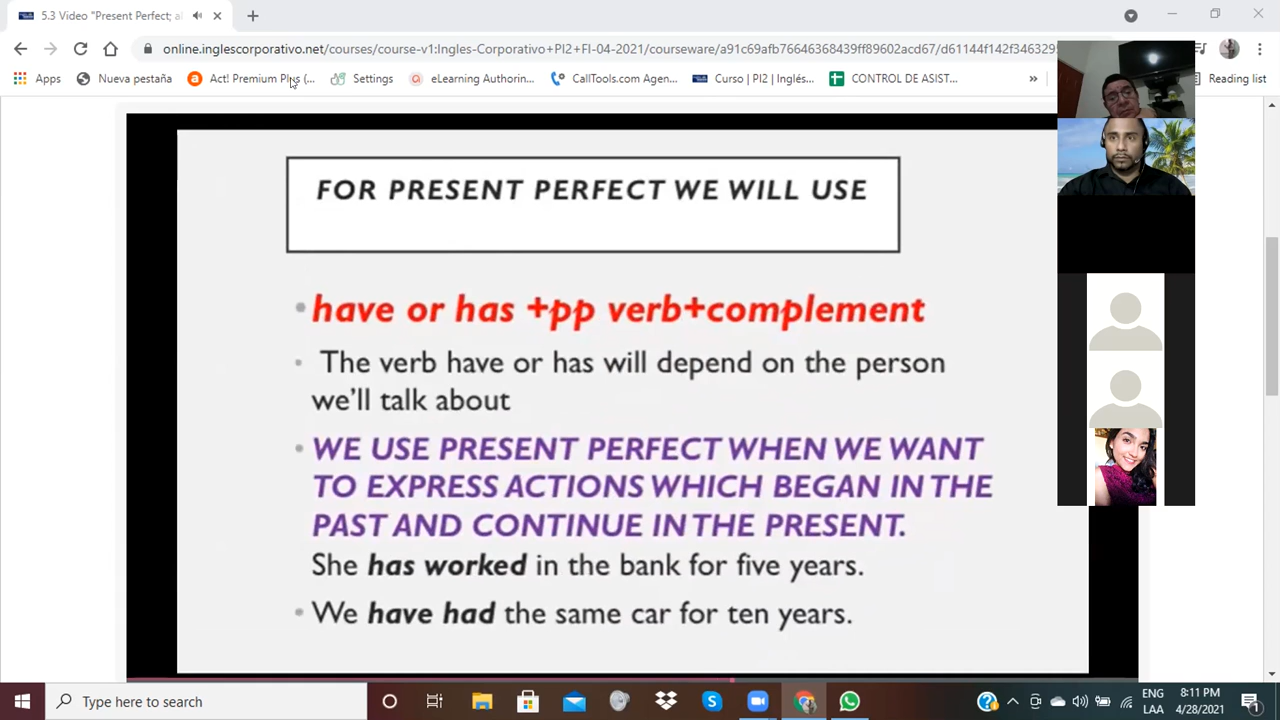 5.3 Video "Present Perfect; a
online.inglescorporativo.net/courses/course-v1:Ingles-Corporativo+PI2+FI-04-2021/courseware/a91c69afb76646368439ff89602acd67/d61144f142f3463295
Apps Nueva pestaña Act! Premium Plus (... Settings eLearning Authorin... CallTools.com Agen... Curso | PI2 | Inglés... CONTROL DE ASIST... » Reading list
FOR PRESENT PERFECT WE WILL USE
• have or has +pp verb+complement
• The verb have or has will depend on the person
we'll talk about
• WE USE PRESENT PERFECT WHEN WE WANT
TO EXPRESS ACTIONS WHICH BEGAN IN THE
PAST AND CONTINUE IN THE PRESENT.
She has worked in the bank for five years.
• We have had the same car for ten years.
Type here to search
ENG 8:11 PM
LAA 4/28/2021